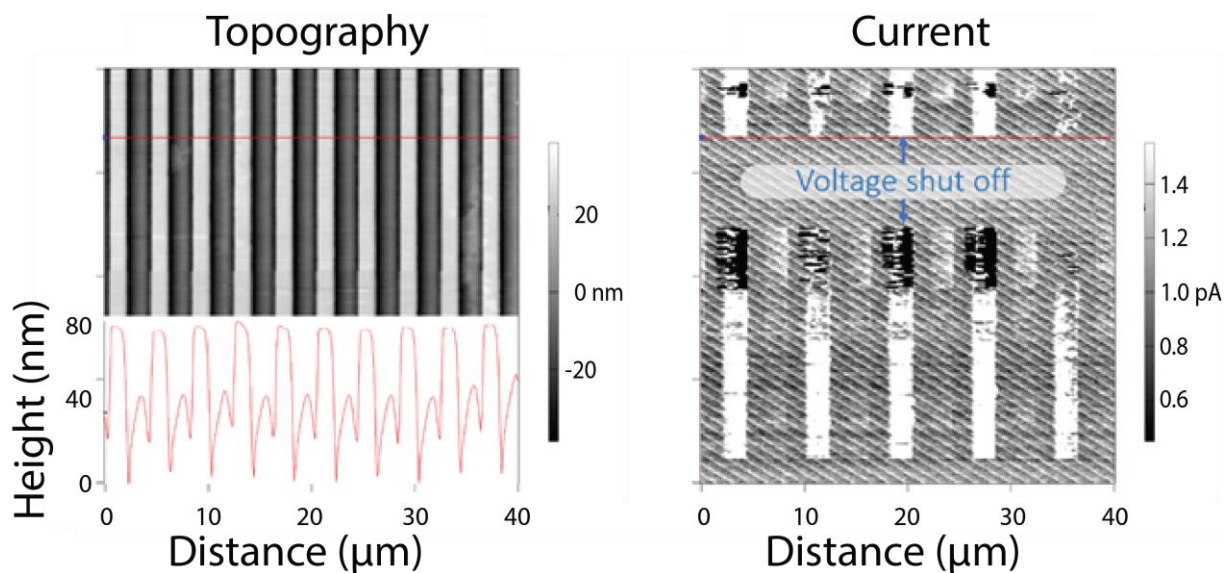 Topography
Current
20
0 nm
-20
Height (nm)
80
40
0
0 10 20 30 40
Distance (µm)
Voltage shut off
1.4
1.2
1.0 pA
0.8
0.6
0 10 20 30 40
Distance (µm)